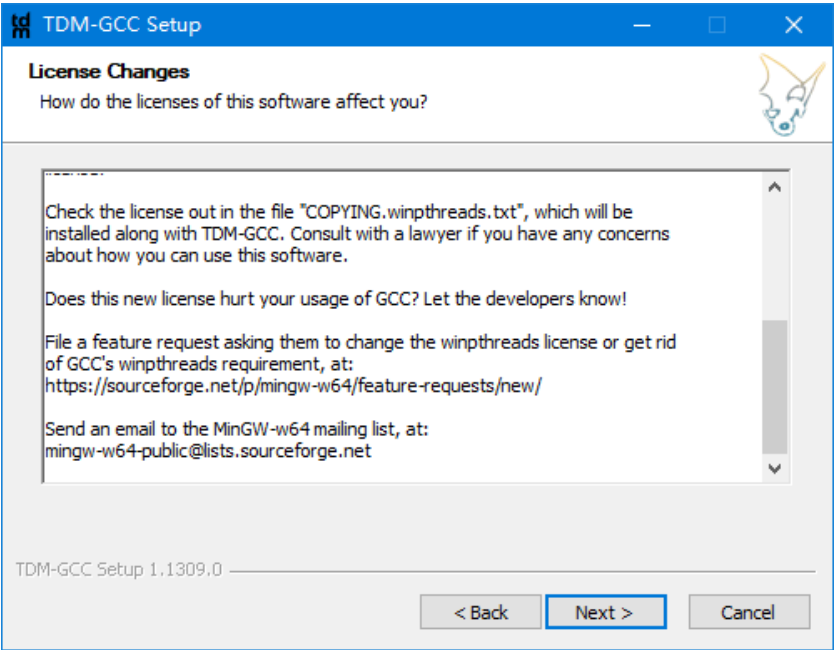 tdm TDM-GCC Setup
License Changes
How do the licenses of this software affect you?
Check the license out in the file "COPYING.winpthreads.txt", which will be
installed along with TDM-GCC. Consult with a lawyer if you have any concerns
about how you can use this software.
Does this new license hurt your usage of GCC? Let the developers know!
File a feature request asking them to change the winpthreads license or get rid
of GCC's winpthreads requirement, at:
https://sourceforge.net/p/mingw-w64/feature-requests/new/
Send an email to the MinGW-w64 mailing list, at:
mingw-w64-public@lists.sourceforge.net
TDM-GCC Setup 1.1309.0
< Back Next > Cancel